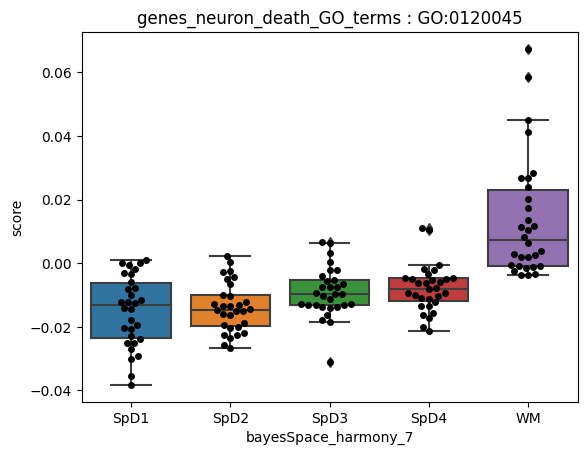 genes_neuron_death_GO_terms : GO:0120045
score
0.06
0.04
0.02
0.00
−0.02
−0.04
SpD1 SpD2 SpD3 SpD4 WM
bayesSpace_harmony_7